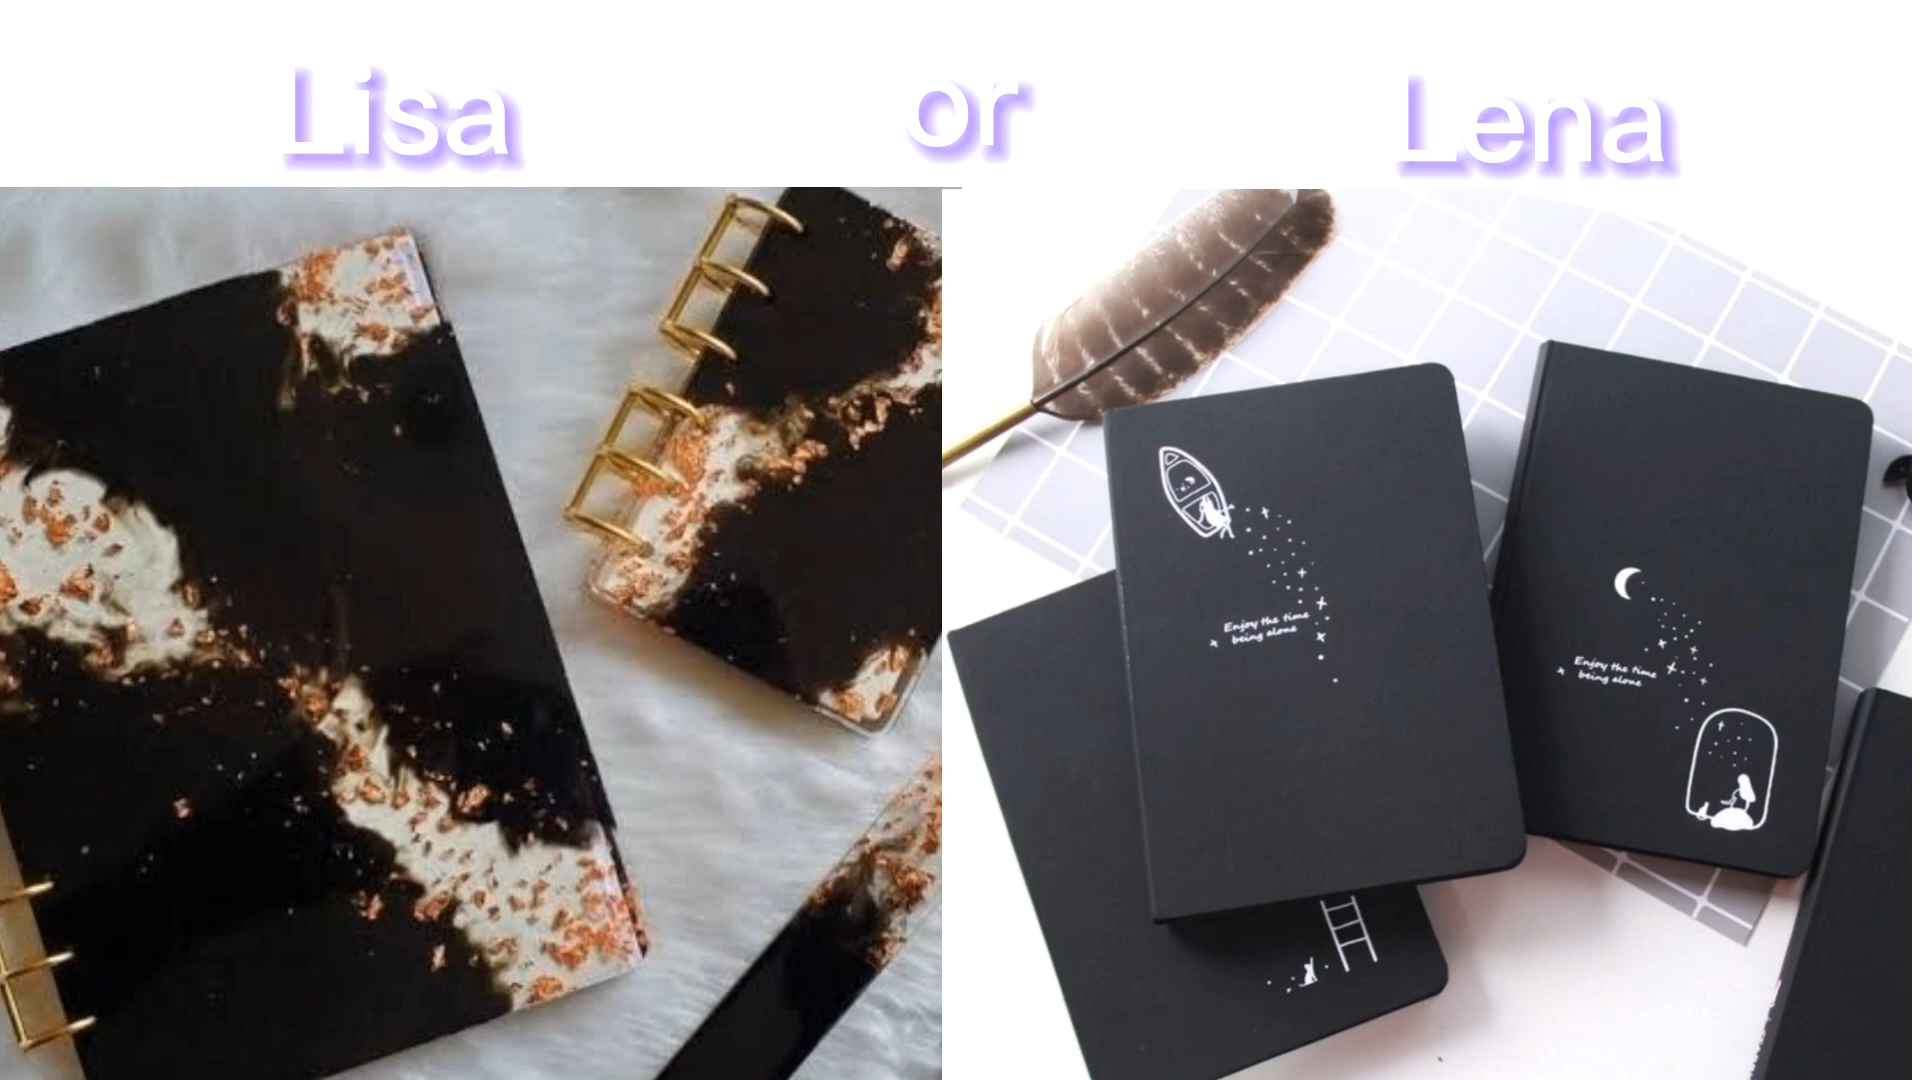 Lisa or Lena
Enjoy the time
being alone
Enjoy the time
being alone